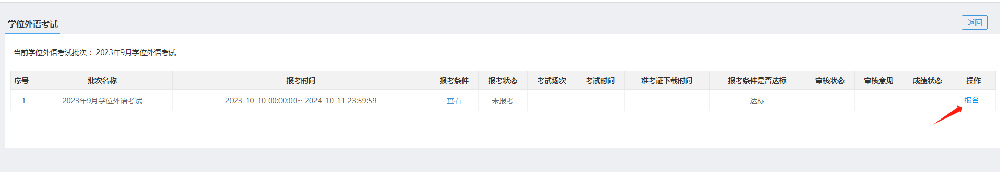 学位外语考试
返回
当前学位外语考试批次 ： 2023年9月学位外语考试
序号 批次名称 报考时间 报考条件 报考状态 考试场次 考试时间 准考证下载时间 报考条件是否达标 审核状态 审核意见 成绩状态 操作
1 2023年9月学位外语考试 2023-10-10 00:00:00~ 2024-10-11 23:59:59 查看 未报考 -- 达标 报名